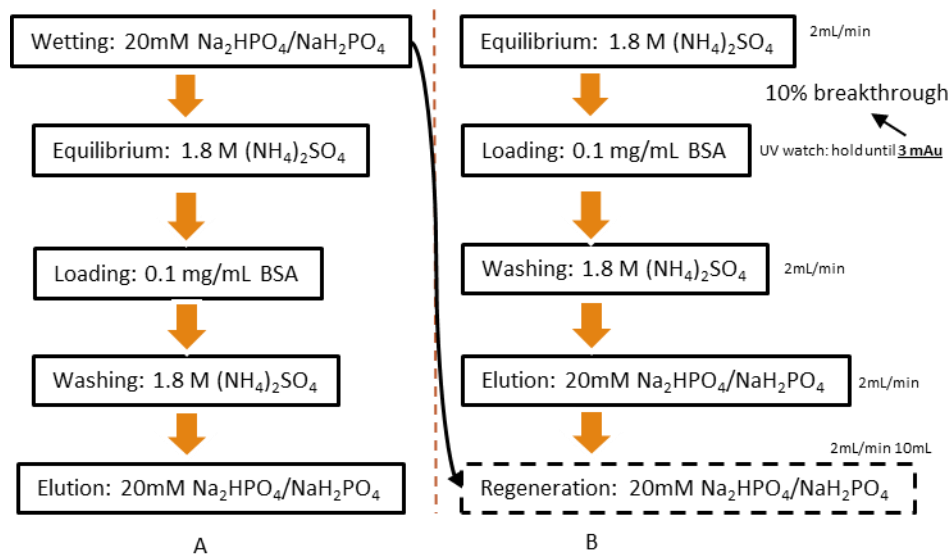 Wetting: 20mM Na₂HPO₄/NaH₂PO₄
Equilibrium: 1.8 M (NH₄)₂SO₄
Loading: 0.1 mg/mL BSA
Washing: 1.8 M (NH₄)₂SO₄
Elution: 20mM Na₂HPO₄/NaH₂PO₄
A
Equilibrium: 1.8 M (NH₄)₂SO₄
2mL/min
10% breakthrough
Loading: 0.1 mg/mL BSA
UV watch: hold until 3 mAu
Washing: 1.8 M (NH₄)₂SO₄
2mL/min
Elution: 20mM Na₂HPO₄/NaH₂PO₄
2mL/min
2mL/min 10mL
Regeneration: 20mM Na₂HPO₄/NaH₂PO₄
B